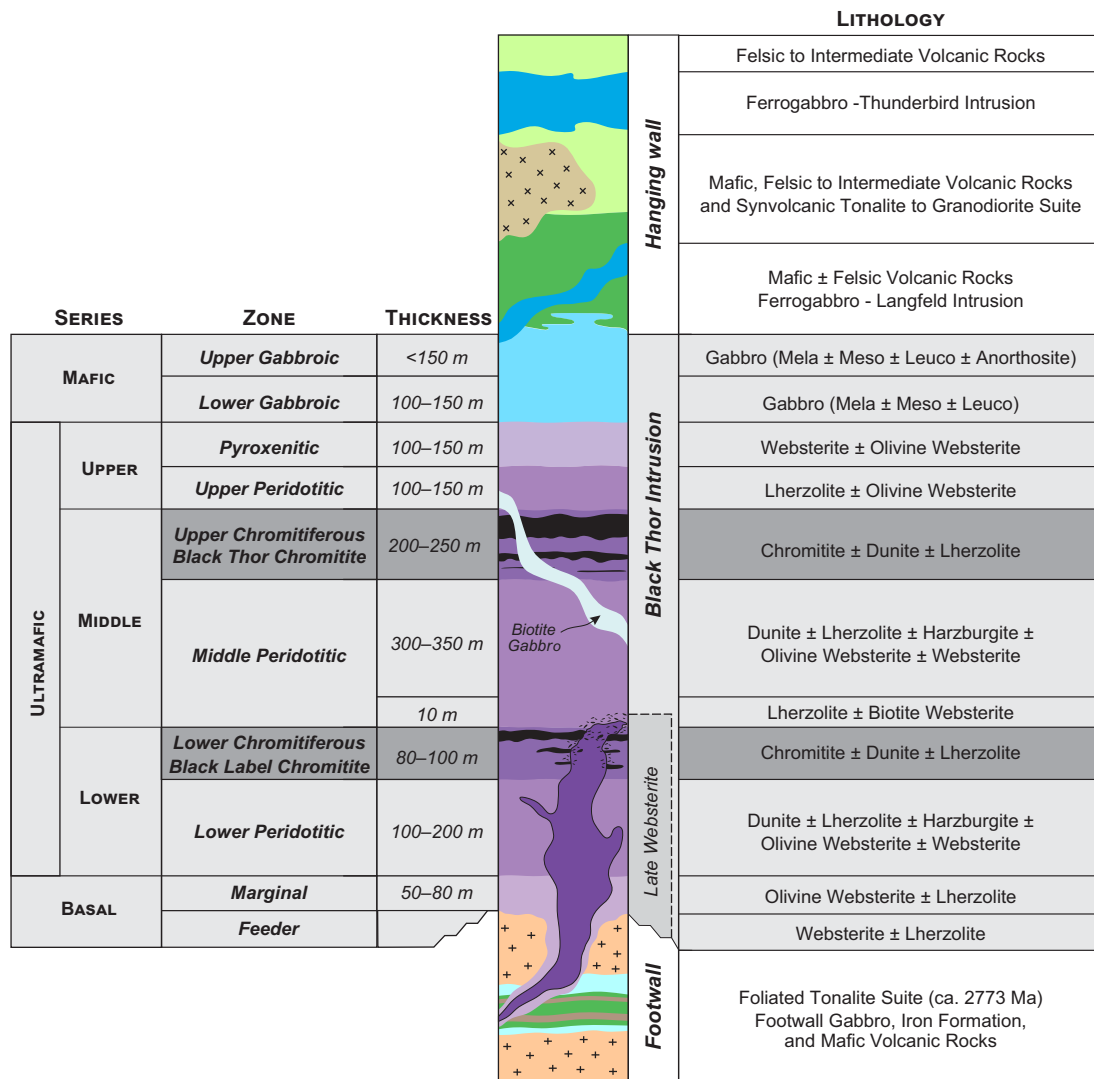 LITHOLOGY
Felsic to Intermediate Volcanic Rocks
Ferrogabbro -Thunderbird Intrusion
Hanging wall
Mafic, Felsic to Intermediate Volcanic Rocks
and Synvolcanic Tonalite to Granodiorite Suite
Mafic ± Felsic Volcanic Rocks
Ferrogabbro - Langfeld Intrusion
SERIES ZONE THICKNESS
MAFIC
Upper Gabbroic <150 m Gabbro (Mela ± Meso ± Leuco ± Anorthosite)
Lower Gabbroic 100–150 m Gabbro (Mela ± Meso ± Leuco)
Black Thor Intrusion
ULTRAMAFIC
UPPER
Pyroxenitic 100–150 m Websterite ± Olivine Websterite
Upper Peridotitic 100–150 m Lherzolite ± Olivine Websterite
MIDDLE
Upper Chromitiferous
Black Thor Chromitite
200–250 m
Chromitite ± Dunite ± Lherzolite
Middle Peridotitic
300–350 m
Biotite
Gabbro
Dunite ± Lherzolite ± Harzburgite ±
Olivine Websterite ± Websterite
10 m Lherzolite ± Biotite Websterite
LOWER
Lower Chromitiferous
Black Label Chromitite
80–100 m
Chromitite ± Dunite ± Lherzolite
Late Websterite
Lower Peridotitic
100–200 m
Dunite ± Lherzolite ± Harzburgite ±
Olivine Websterite ± Websterite
BASAL
Marginal 50–80 m Olivine Websterite ± Lherzolite
Feeder Websterite ± Lherzolite
Footwall
Foliated Tonalite Suite (ca. 2773 Ma)
Footwall Gabbro, Iron Formation,
and Mafic Volcanic Rocks